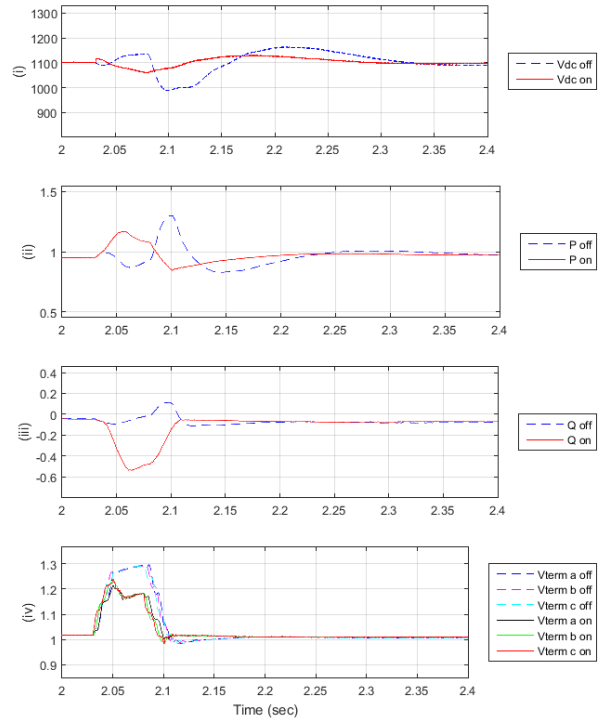 1300
1200
1100
1000
900
(i)
2 2.05 2.1 2.15 2.2 2.25 2.3 2.35 2.4
Vdc off
Vdc on
1.5
1
0.5
(ii)
2 2.05 2.1 2.15 2.2 2.25 2.3 2.35 2.4
P off
P on
0.4
0.2
0
-0.2
-0.4
-0.6
(iii)
2 2.05 2.1 2.15 2.2 2.25 2.3 2.35 2.4
Q off
Q on
1.3
1.2
1.1
1
0.9
(iv)
2 2.05 2.1 2.15 2.2 2.25 2.3 2.35 2.4
Time (sec)
Vterm a off
Vterm b off
Vterm c off
Vterm a on
Vterm b on
Vterm c on